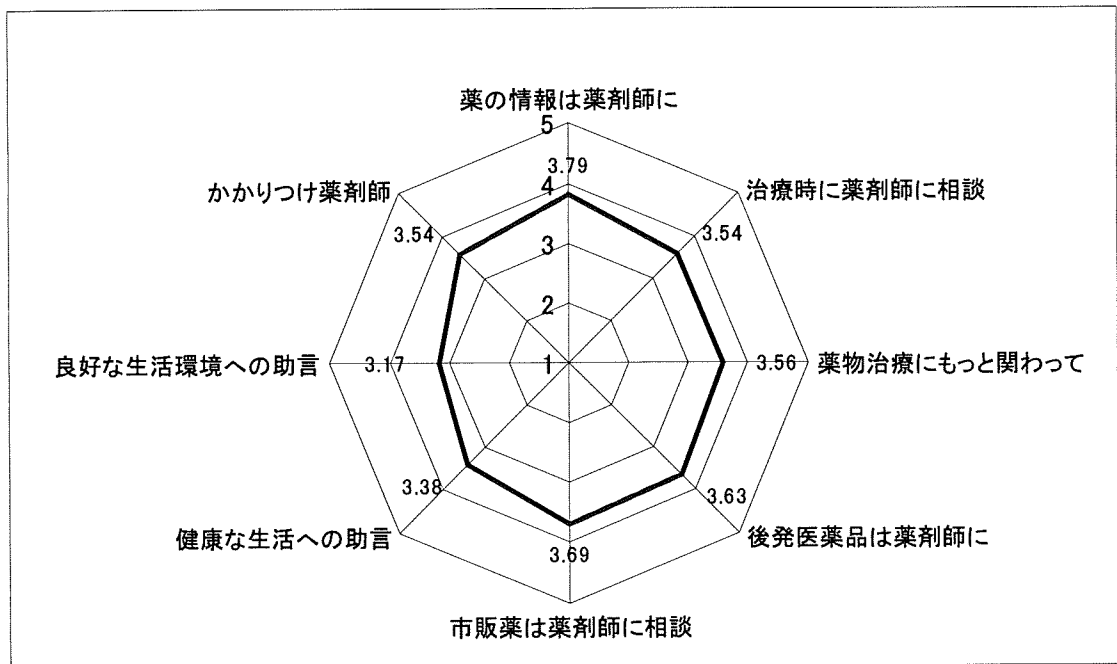 薬の情報は薬剤師に
5
3.79
かかりつけ薬剤師
4
治療時に薬剤師に相談
3.54
3.54
3
2
良好な生活環境への助言
3.17
1
3.56
薬物治療にもっと関わって
3.38
3.63
健康な生活への助言
後発医薬品は薬剤師に
3.69
市販薬は薬剤師に相談